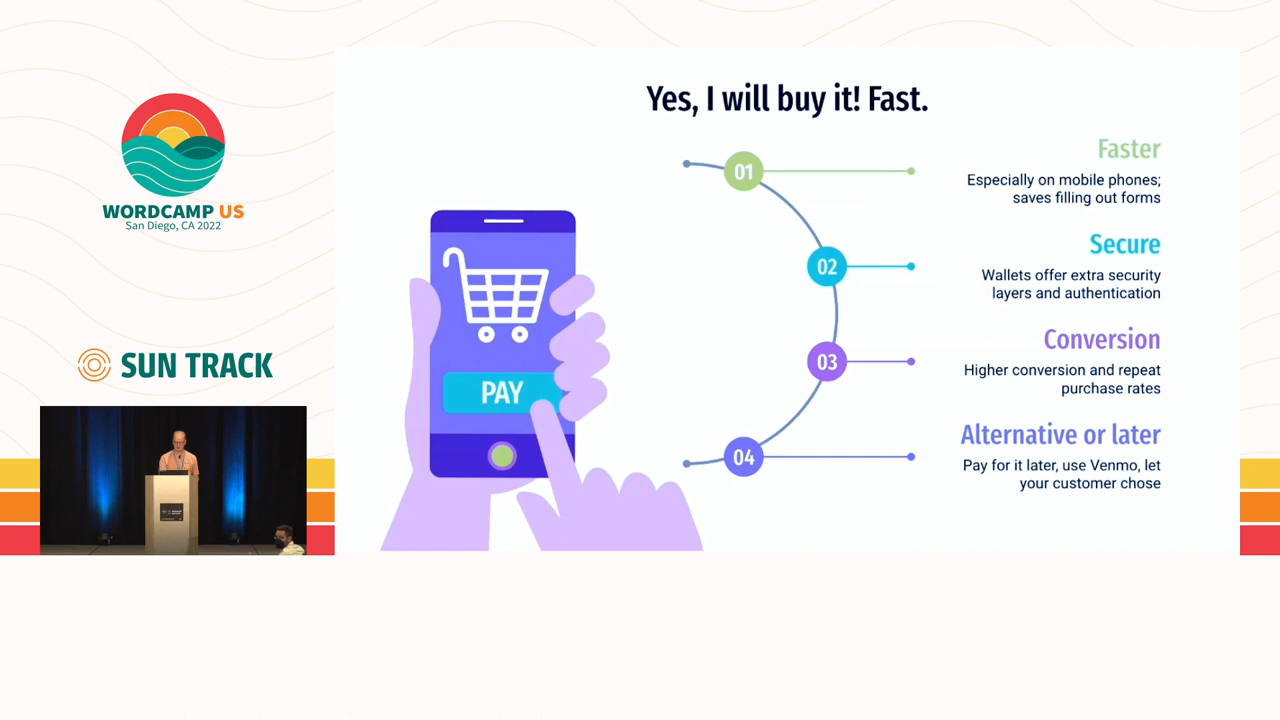 WORDCAMP US
San Diego, CA 2022
SUN TRACK
Yes, I will buy it! Fast.
PAY
01
Faster
Especially on mobile phones;
saves filling out forms
02
Secure
Wallets offer extra security
layers and authentication
03
Conversion
Higher conversion and repeat
purchase rates
04
Alternative or later
Pay for it later, use Venmo, let
your customer chose